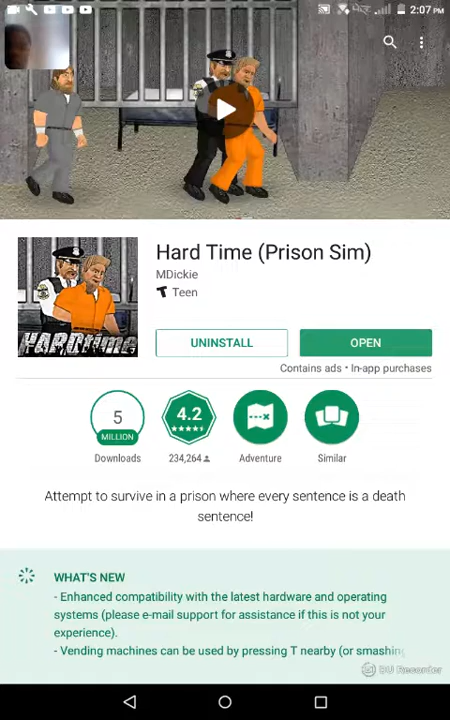 2:07 PM
Hard Time (Prison Sim)
MDickie
Teen
HARDTIME
UNINSTALL
OPEN
Contains ads • In-app purchases
5
MILLION
4.2
Downloads
234,264
Adventure
Similar
Attempt to survive in a prison where every sentence is a death
sentence!
WHAT'S NEW
- Enhanced compatibility with the latest hardware and operating
systems (please e-mail support for assistance if this is not your
experience).
- Vending machines can be used by pressing T nearby (or smashing
DU Recorder